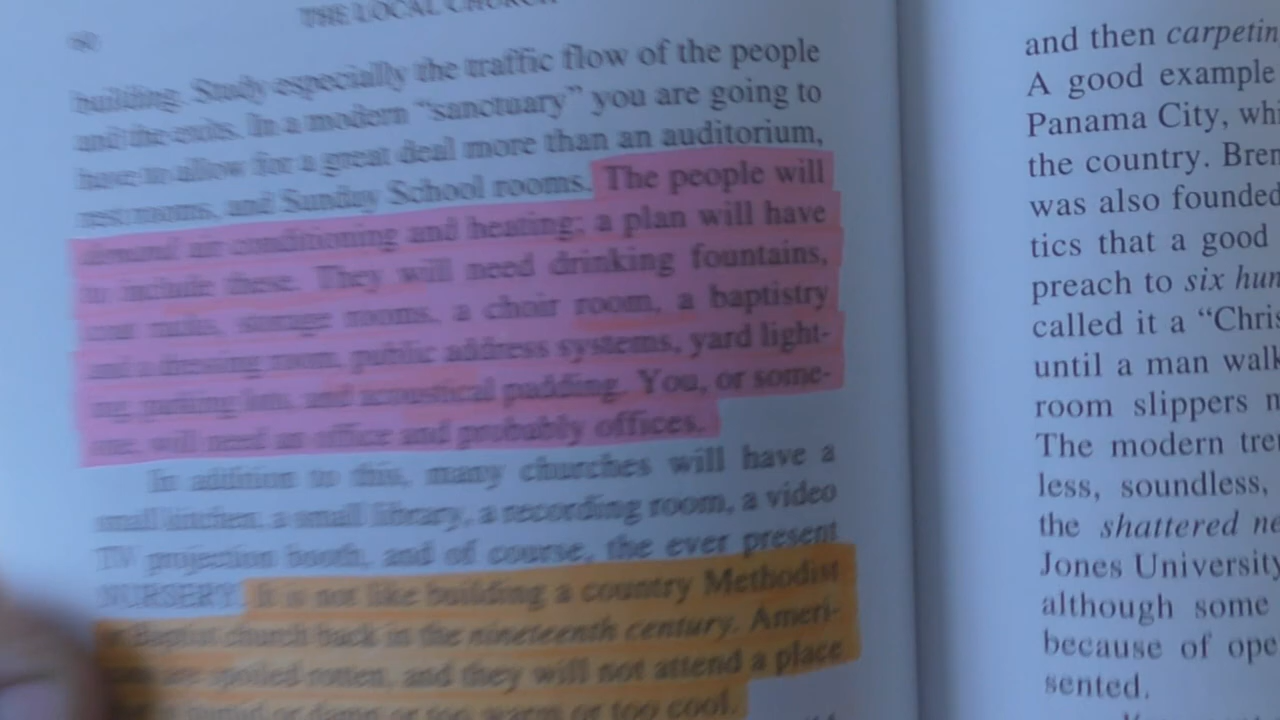 THE LOCAL CHURCH
building. Study especially the traffic flow of the people
and the exits. In a modern “sanctuary” you are going to
have to allow for a great deal more than an auditorium,
rest rooms, and Sunday School rooms. The people will
demand air conditioning and heating; a plan will have
to include these. They will need drinking fountains,
coat racks, storage rooms, a choir room, a baptistry
and a dressing room, public address systems, yard light-
ing, parking lots, and acoustical padding. You, or some-
one, will need an office and probably offices.
In addition to this, many churches will have a
small kitchen, a small library, a recording room, a video
TV projection booth, and of course, the ever present
NURSERY. It is not like building a country Methodist
or Baptist church back in the nineteenth century. Ameri-
cans are spoiled rotten, and they will not attend a place
humid or damp or too warm or too cool.
and then carpetin
A good example
Panama City, whi
the country. Bren
was also founded
tics that a good
preach to six hun
called it a “Chris
until a man walk
room slippers n
The modern tre
less, soundless,
the shattered ne
Jones University
although some
because of ope
sented.